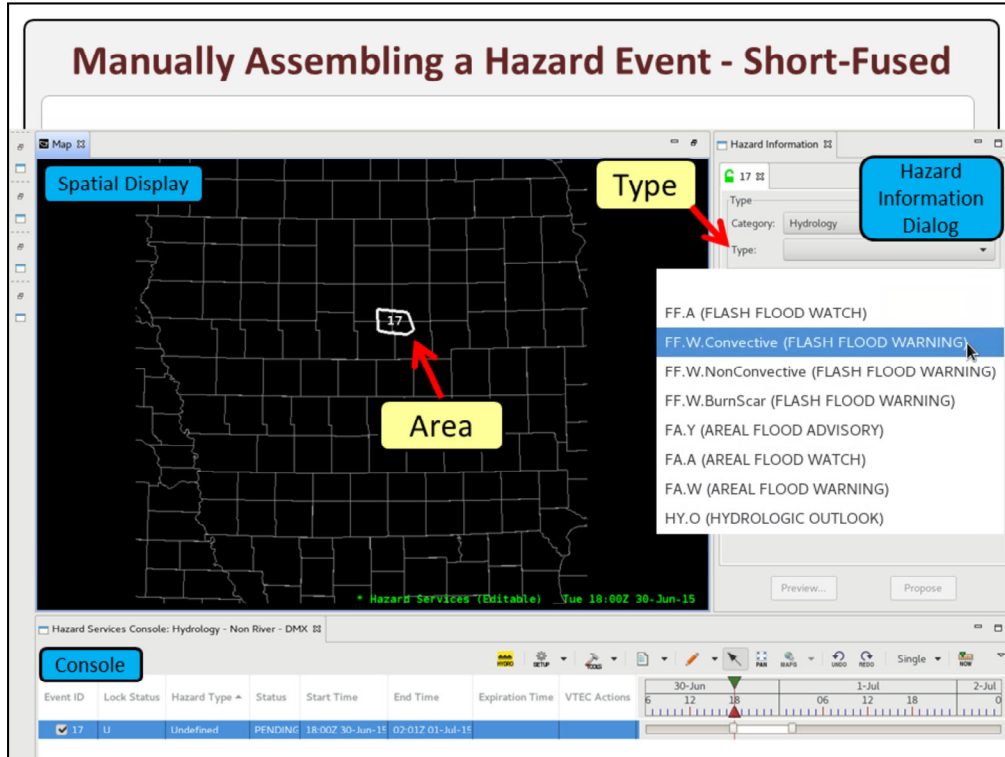 Manually Assembling a Hazard Event - Short-Fused
Map
Spatial Display
17
Area
* Hazard Services (Editable) Tue 18:00Z 30-Jun-15
Type
Hazard Information
17
Hazard
Information
Dialog
Type
Category: Hydrology
Type:
FF.A (FLASH FLOOD WATCH)
FF.W.Convective (FLASH FLOOD WARNING)
FF.W.NonConvective (FLASH FLOOD WARNING)
FF.W.BurnScar (FLASH FLOOD WARNING)
FA.Y (AREAL FLOOD ADVISORY)
FA.A (AREAL FLOOD WATCH)
FA.W (AREAL FLOOD WARNING)
HY.O (HYDROLOGIC OUTLOOK)
Preview... Propose
Hazard Services Console: Hydrology - Non River - DMX
Console
HYDRO SETUP TOOLS PAN MAPS UNDO REDO Single NOW
Event ID Lock Status Hazard Type Status Start Time End Time Expiration Time VTEC Actions
30-Jun 1-Jul 2-Jul
6 12 18 06 12 18 0
17 U Undefined PENDING 18:00Z 30-Jun-15 02:01Z 01-Jul-15